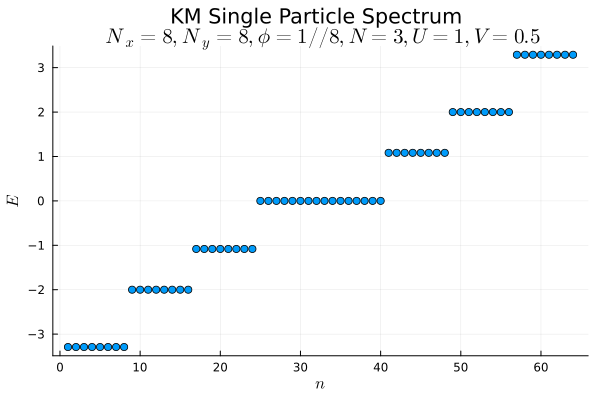 KM Single Particle Spectrum
N_x = 8, N_y = 8, ϕ = 1//8, N = 3, U = 1, V = 0.5
3
2
1
0
−1
−2
−3
E
0 10 20 30 40 50 60
n